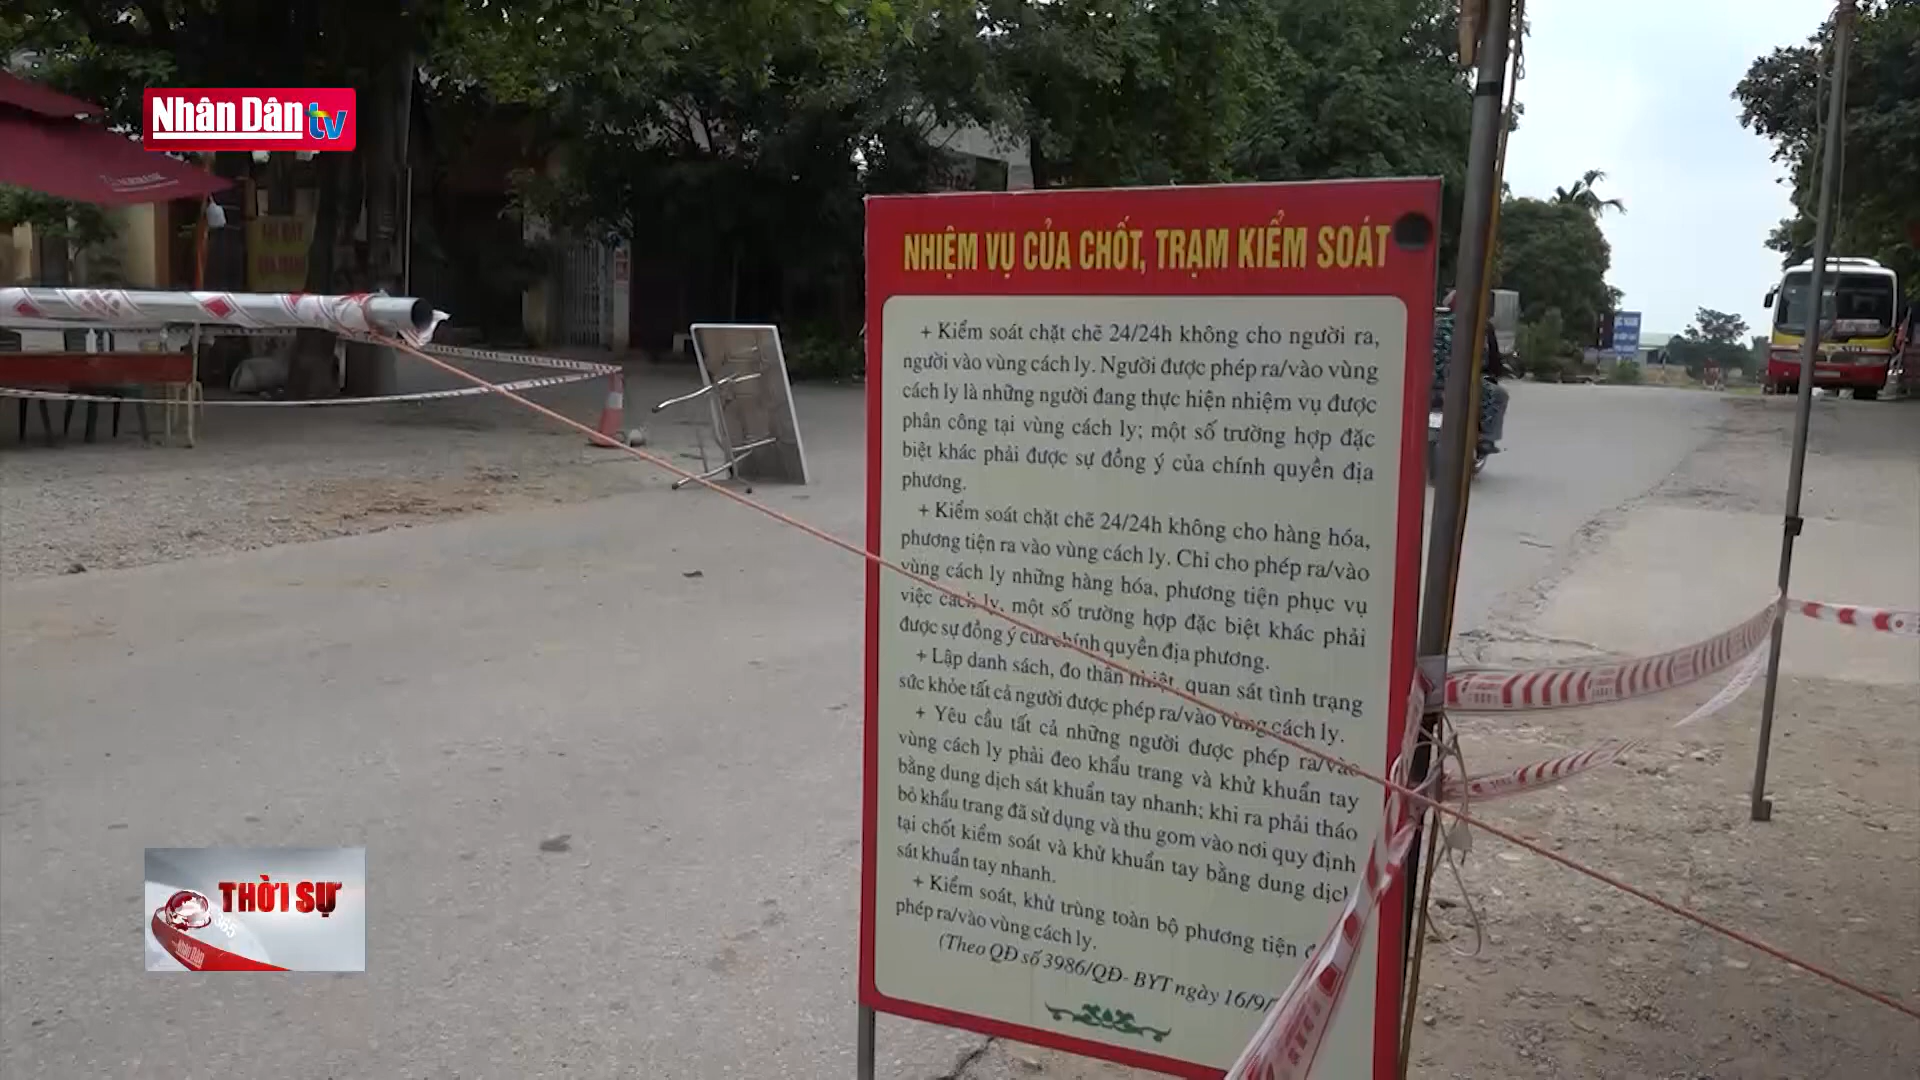 Nhân Dân tv
NHIỆM VỤ CỦA CHỐT, TRẠM KIỂM SOÁT
+ Kiểm soát chặt chẽ 24/24h không cho người ra,
người vào vùng cách ly. Người được phép ra/vào vùng
cách ly là những người đang thực hiện nhiệm vụ được
phân công tại vùng cách ly; một số trường hợp đặc
biệt khác phải được sự đồng ý của chính quyền địa
phương.
+ Kiểm soát chặt chẽ 24/24h không cho hàng hóa,
phương tiện ra vào vùng cách ly. Chỉ cho phép ra/vào
vùng cách ly những hàng hóa, phương tiện phục vụ
việc cách ly, một số trường hợp đặc biệt khác phải
được sự đồng ý của chính quyền địa phương.
+ Lập danh sách, đo thân nhiệt, quan sát tình trạng
sức khỏe tất cả người được phép ra/vào vùng cách ly.
+ Yêu cầu tất cả những người được phép ra/vào
vùng cách ly phải đeo khẩu trang và khử khuẩn tay
bằng dung dịch sát khuẩn tay nhanh; khi ra phải tháo
bỏ khẩu trang đã sử dụng và thu gom vào nơi quy định
tại chốt kiểm soát và khử khuẩn tay bằng dung dịch
sát khuẩn tay nhanh.
+ Kiểm soát, khử trùng toàn bộ phương tiện
phép ra/vào vùng cách ly.
(Theo QĐ số 3986/QĐ- BYT ngày 16/9/
THỜI SỰ
365
Nhân Dân